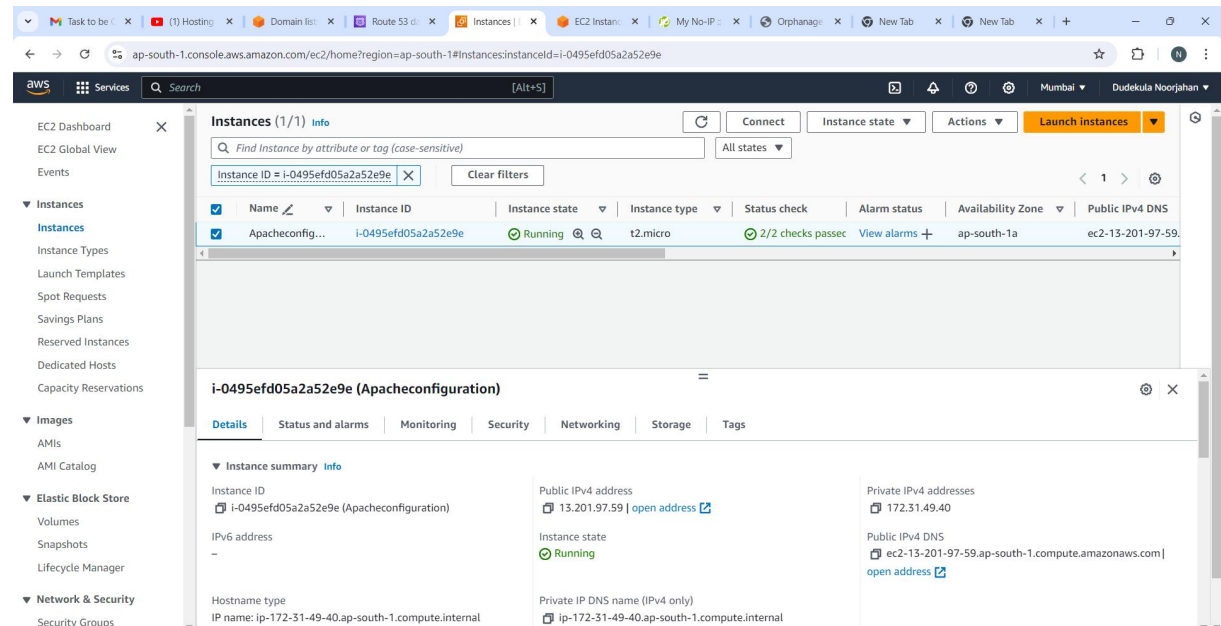 Task to be
(1) Hosting
Domain list
Route 53 d
Instances | 
EC2 Instanc
My No-IP ::
Orphanage
New Tab
New Tab
ap-south-1.console.aws.amazon.com/ec2/home?region=ap-south-1#Instances:instanceId=i-0495efd05a2a52e9e
N
aws
Services
Search
[Alt+S]
Mumbai
Dudekula Noorjahan
EC2 Dashboard
EC2 Global View
Events
Instances
Instances
Instance Types
Launch Templates
Spot Requests
Savings Plans
Reserved Instances
Dedicated Hosts
Capacity Reservations
Images
AMIs
AMI Catalog
Elastic Block Store
Volumes
Snapshots
Lifecycle Manager
Network & Security
Security Groups
Instances (1/1) Info
Connect
Instance state
Actions
Launch instances
Find Instance by attribute or tag (case-sensitive)
All states
Instance ID = i-0495efd05a2a52e9e
Clear filters
1
Name
Instance ID
Instance state
Instance type
Status check
Alarm status
Availability Zone
Public IPv4 DNS
Apacheconfig...
i-0495efd05a2a52e9e
Running
t2.micro
2/2 checks passec
View alarms +
ap-south-1a
ec2-13-201-97-59.
i-0495efd05a2a52e9e (Apacheconfiguration)
Details
Status and alarms
Monitoring
Security
Networking
Storage
Tags
Instance summary Info
Instance ID
i-0495efd05a2a52e9e (Apacheconfiguration)
Public IPv4 address
13.201.97.59 | open address
Private IPv4 addresses
172.31.49.40
IPv6 address
–
Instance state
Running
Public IPv4 DNS
ec2-13-201-97-59.ap-south-1.compute.amazonaws.com |
open address
Hostname type
IP name: ip-172-31-49-40.ap-south-1.compute.internal
Private IP DNS name (IPv4 only)
ip-172-31-49-40.ap-south-1.compute.internal